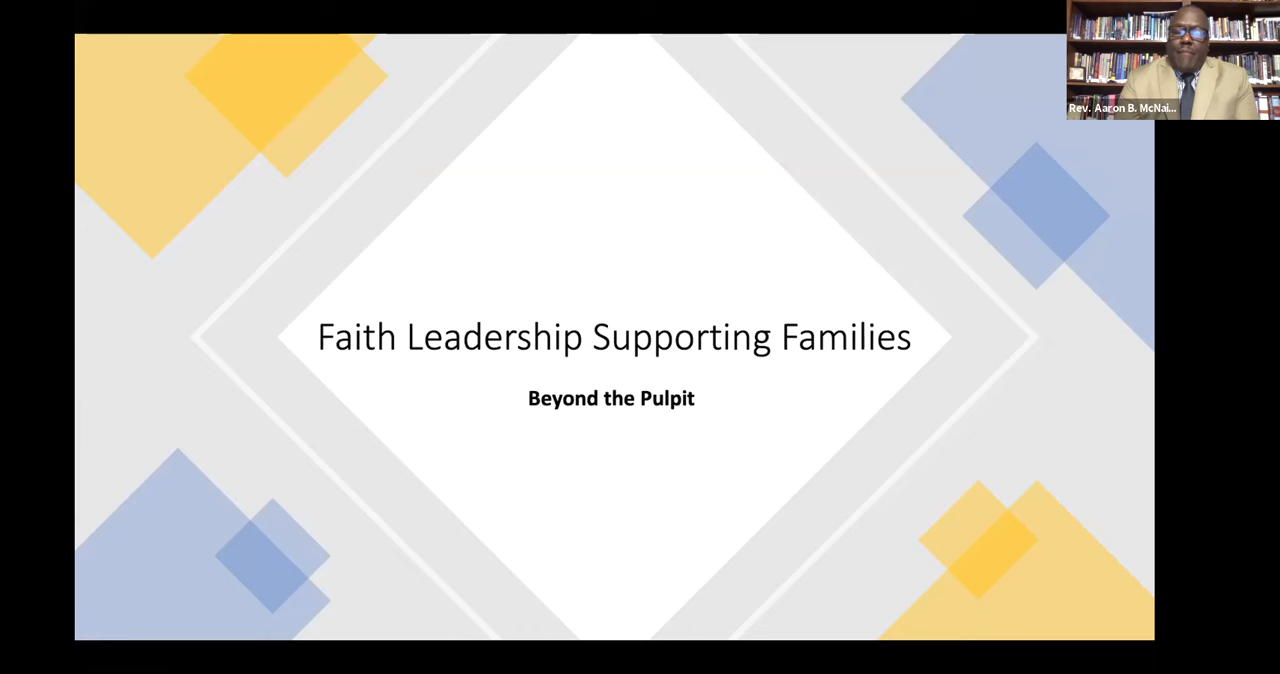 Rev. Aaron B. McNai...
Faith Leadership Supporting Families
Beyond the Pulpit